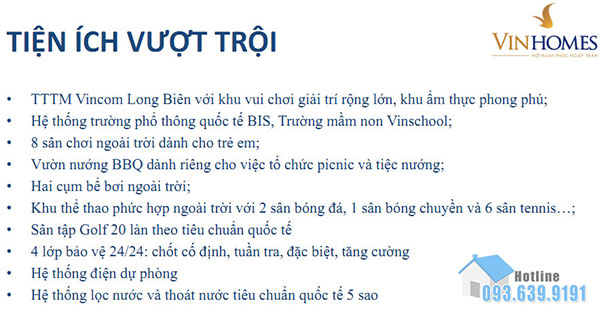 TIỆN ÍCH VƯỢT TRỘI
VINHOMES
NƠI HẠNH PHÚC NGẬP TRÀN
• TTTM Vincom Long Biên với khu vui chơi giải trí rộng lớn, khu ẩm thực phong phú;
• Hệ thống trường phổ thông quốc tế BIS, Trường mầm non Vinschool;
• 8 sân chơi ngoài trời dành cho trẻ em;
• Vườn nướng BBQ dành riêng cho việc tổ chức picnic và tiệc nướng;
• Hai cụm bể bơi ngoài trời;
• Khu thể thao phức hợp ngoài trời với 2 sân bóng đá, 1 sân bóng chuyền và 6 sân tennis…;
• Sân tập Golf 20 làn theo tiêu chuẩn quốc tế
• 4 lớp bảo vệ 24/24: chốt cố định, tuần tra, đặc biệt, tăng cường
• Hệ thống điện dự phòng
• Hệ thống lọc nước và thoát nước tiêu chuẩn quốc tế 5 sao
Hotline
093.639.9191